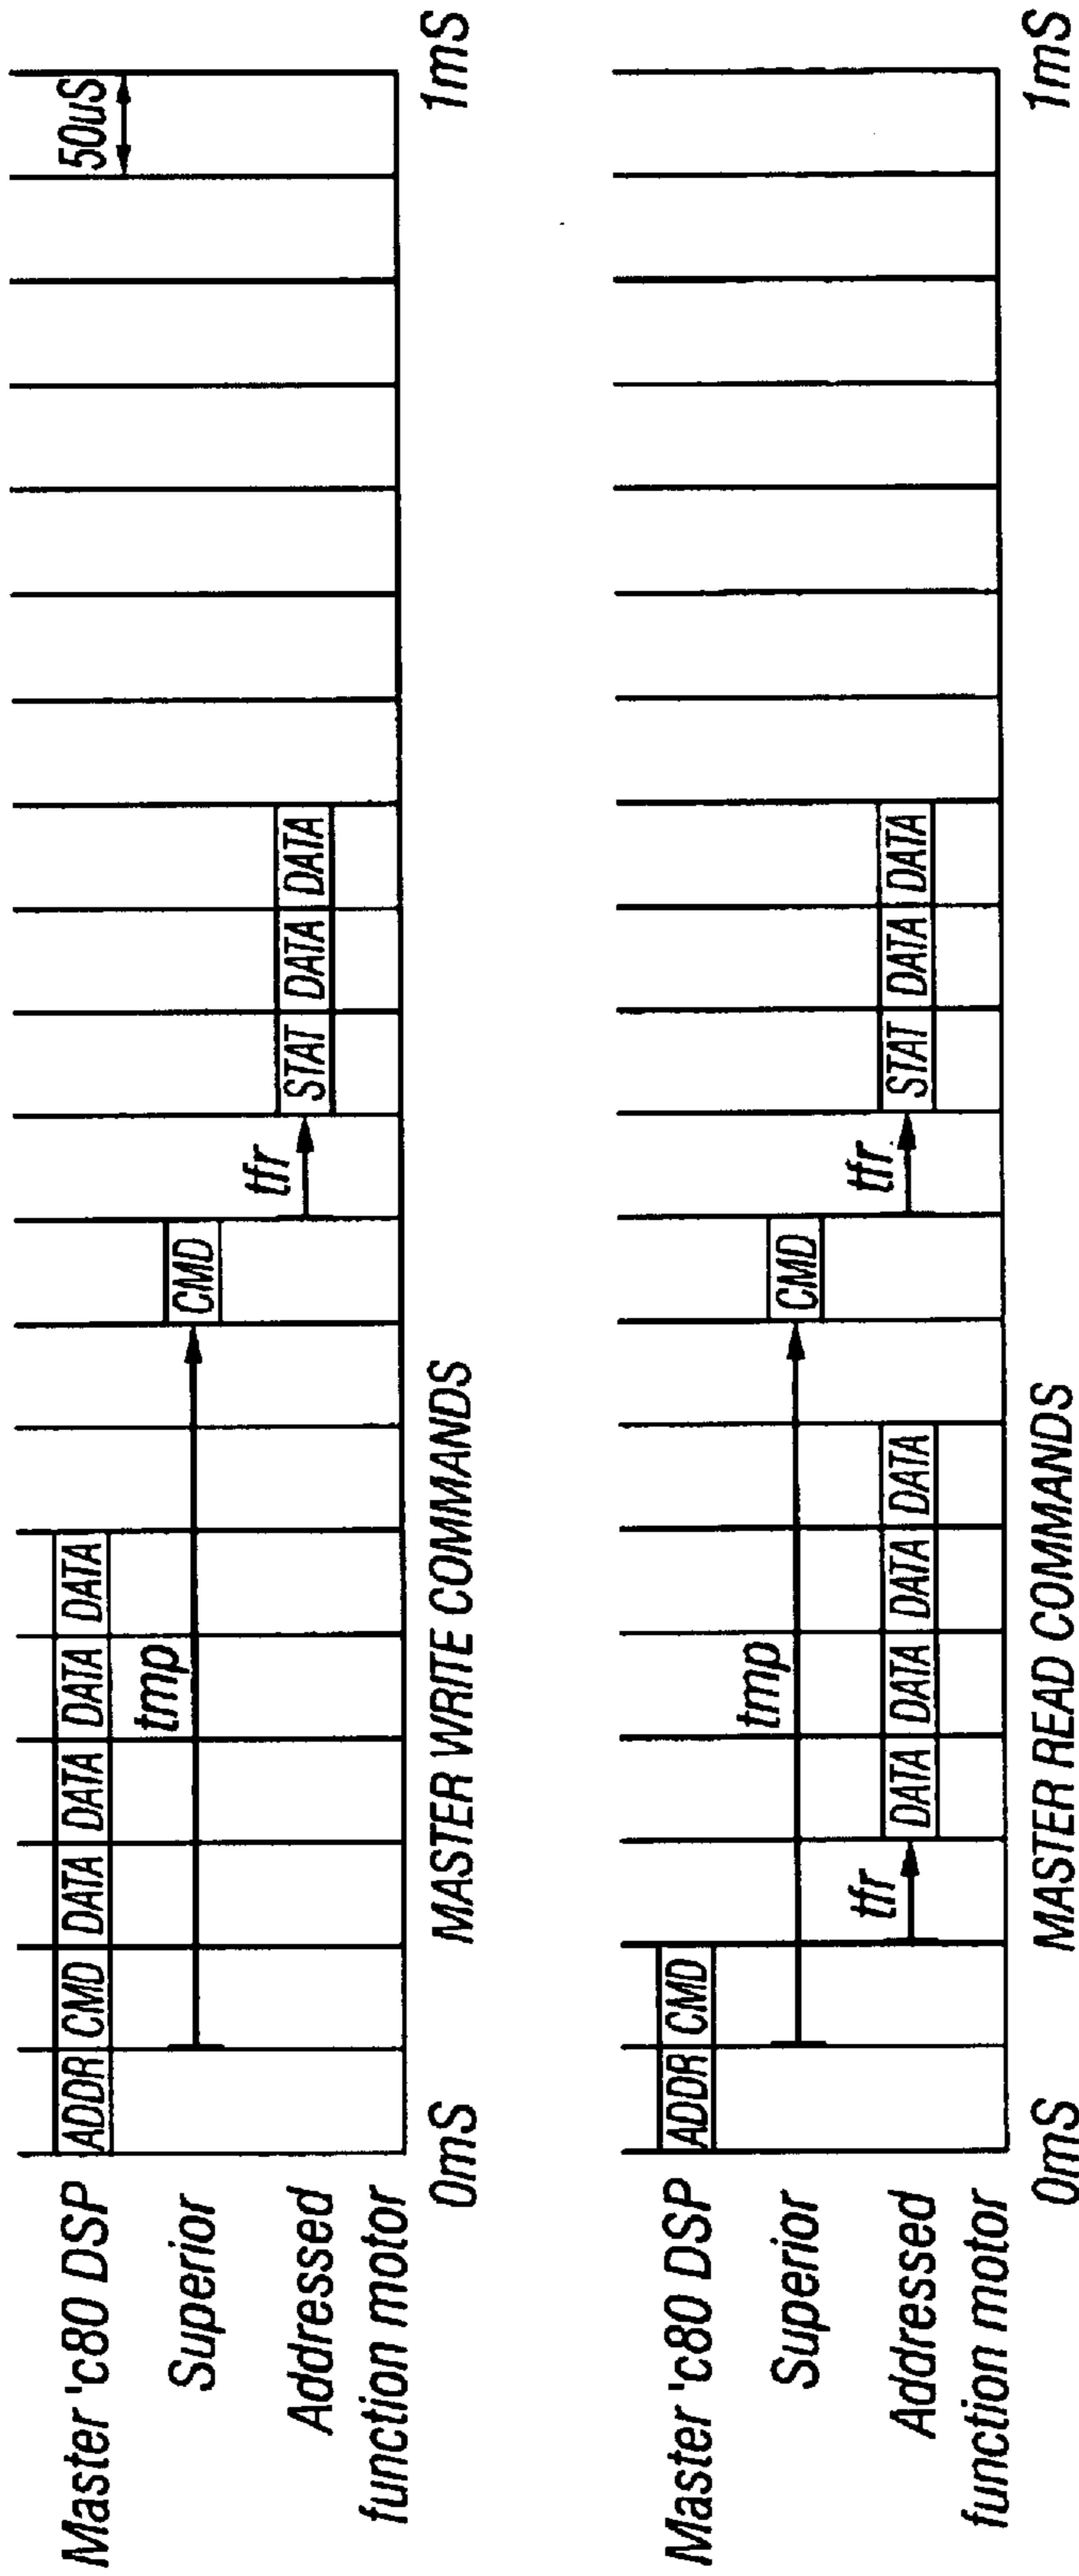 50uS
Master 'c80 DSP ADDR CMD DATA DATA DATA DATA
Superior tmp CMD
Addressed tfr STAT DATA DATA
function motor
0mS MASTER WRITE COMMANDS 1mS
Master 'c80 DSP ADDR CMD
Superior tmp CMD
Addressed tfr DATA DATA DATA DATA tfr STAT DATA DATA
function motor
0mS MASTER READ COMMANDS 1mS